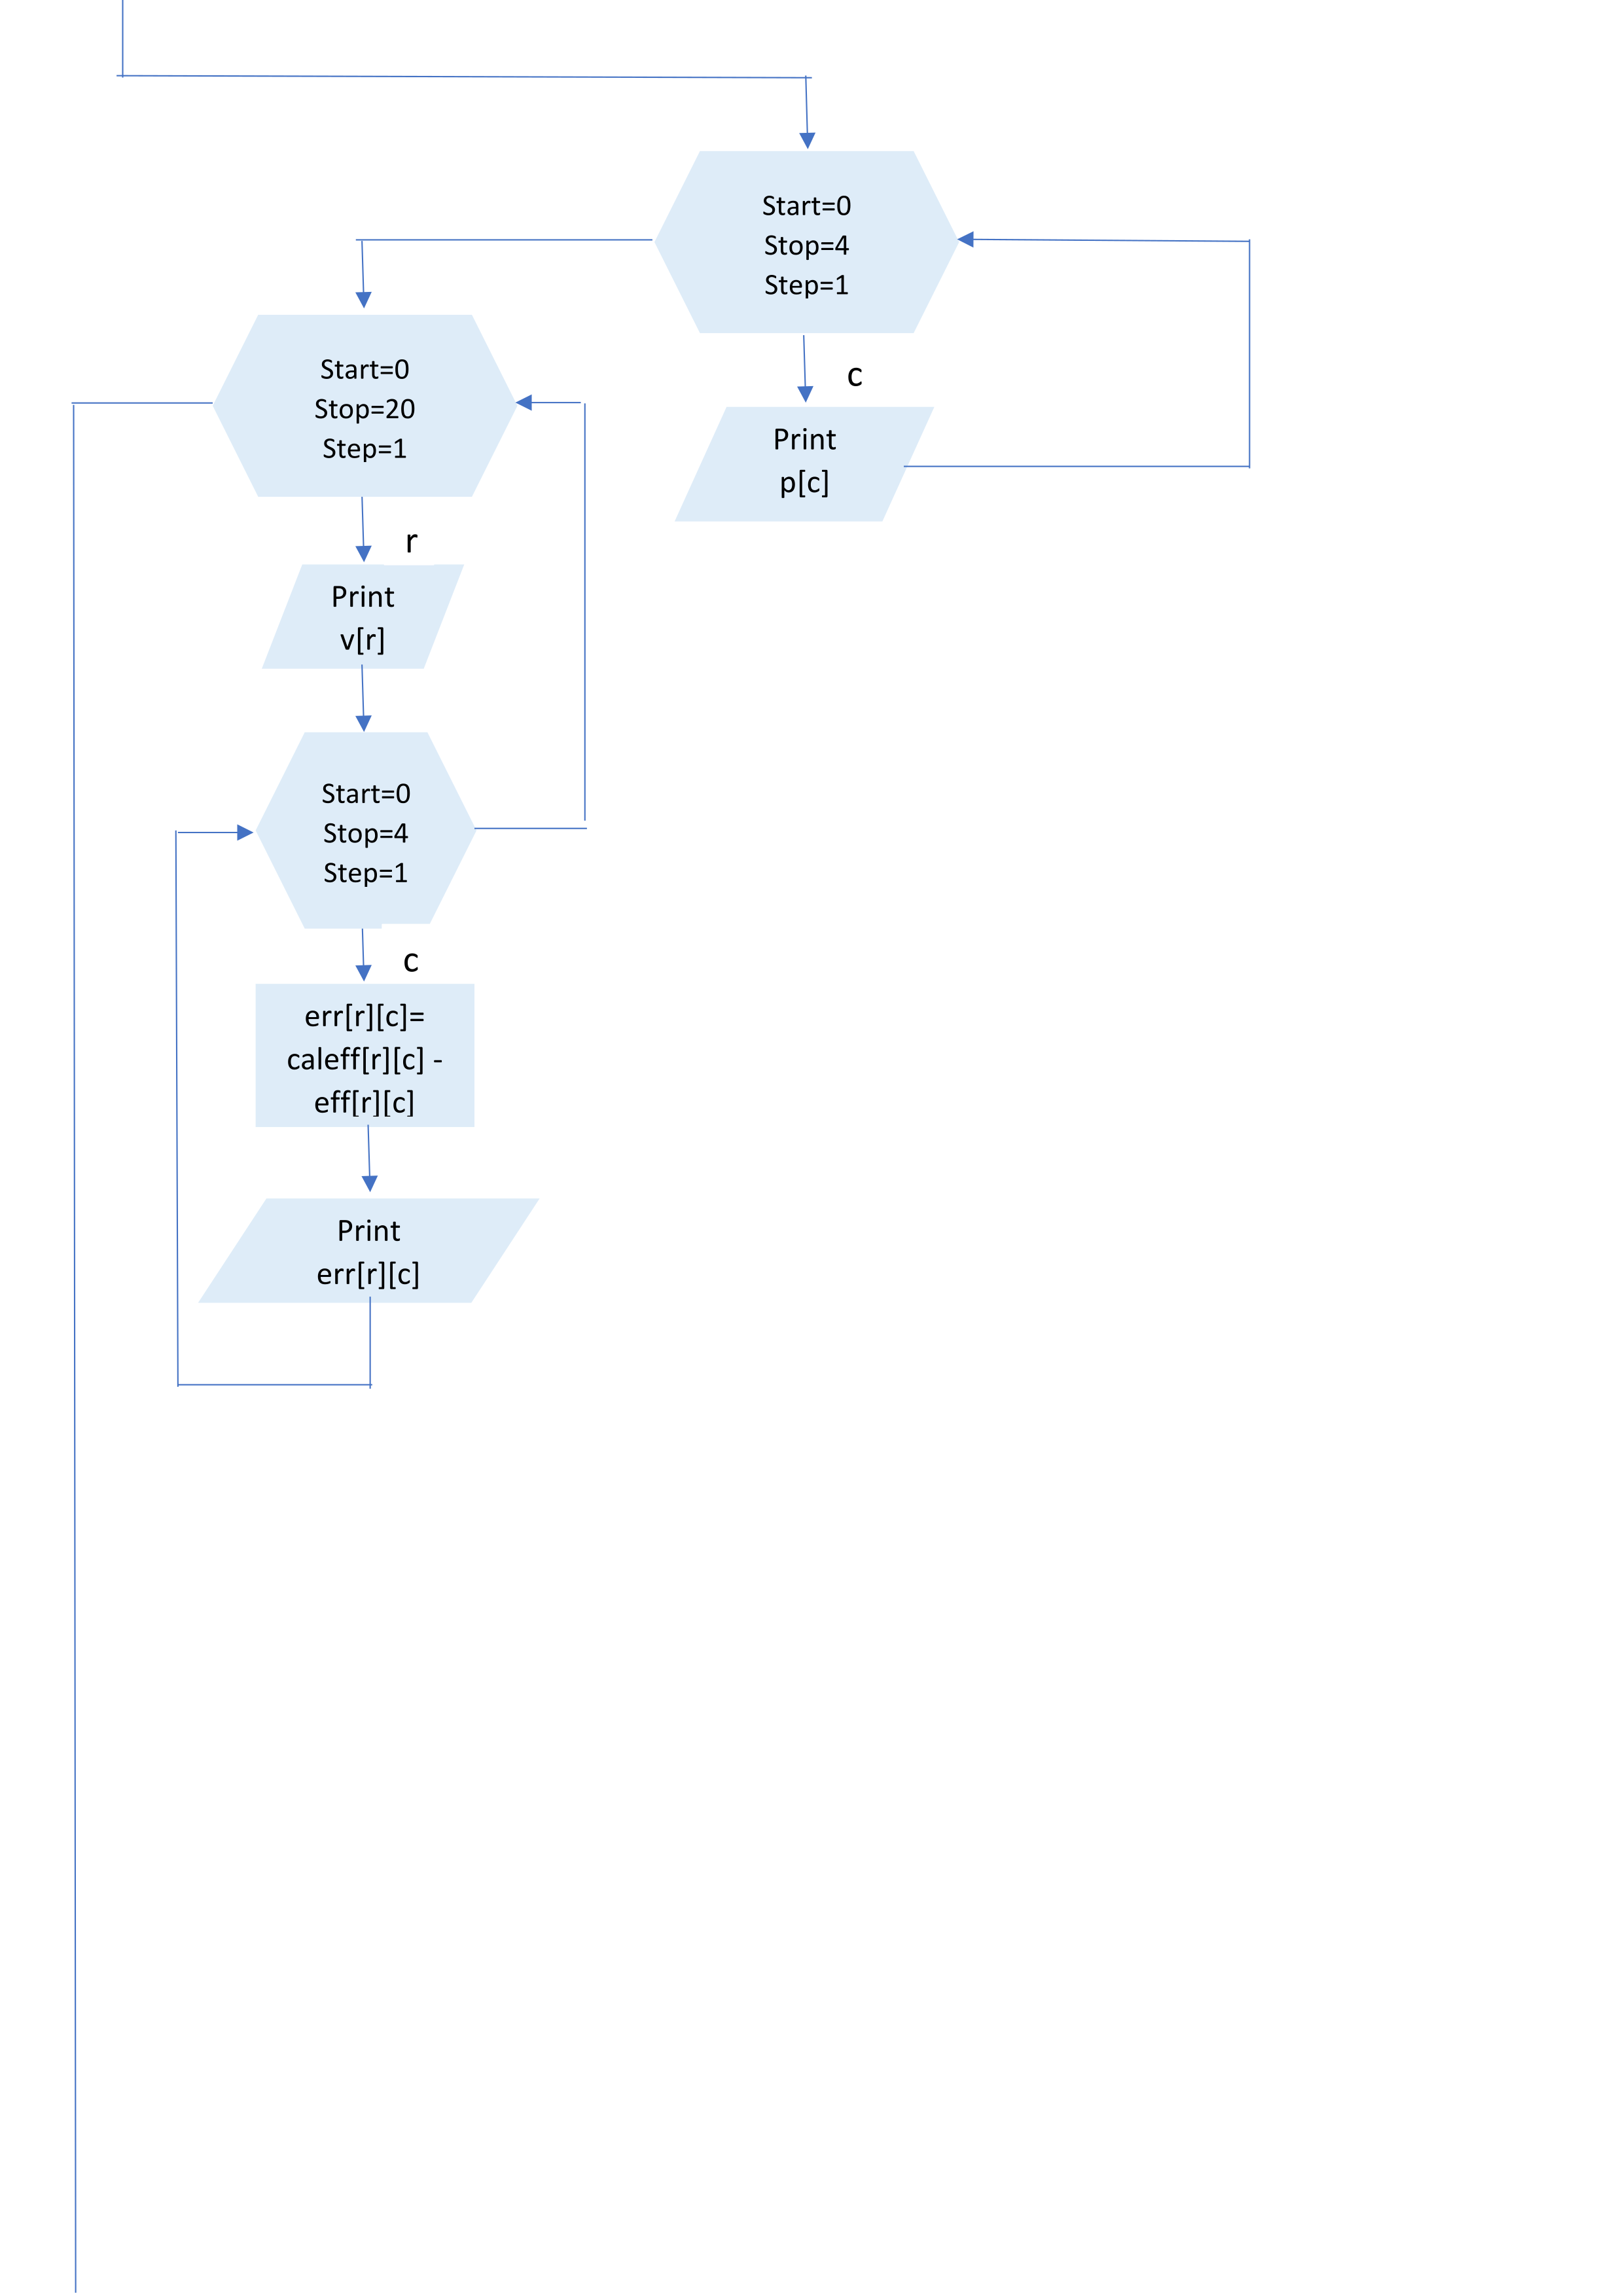 Start=0
Stop=4
Step=1
c
Print
p[c]
Start=0
Stop=20
Step=1
r
Print
v[r]
Start=0
Stop=4
Step=1
c
err[r][c]=
caleff[r][c] -
eff[r][c]
Print
err[r][c]